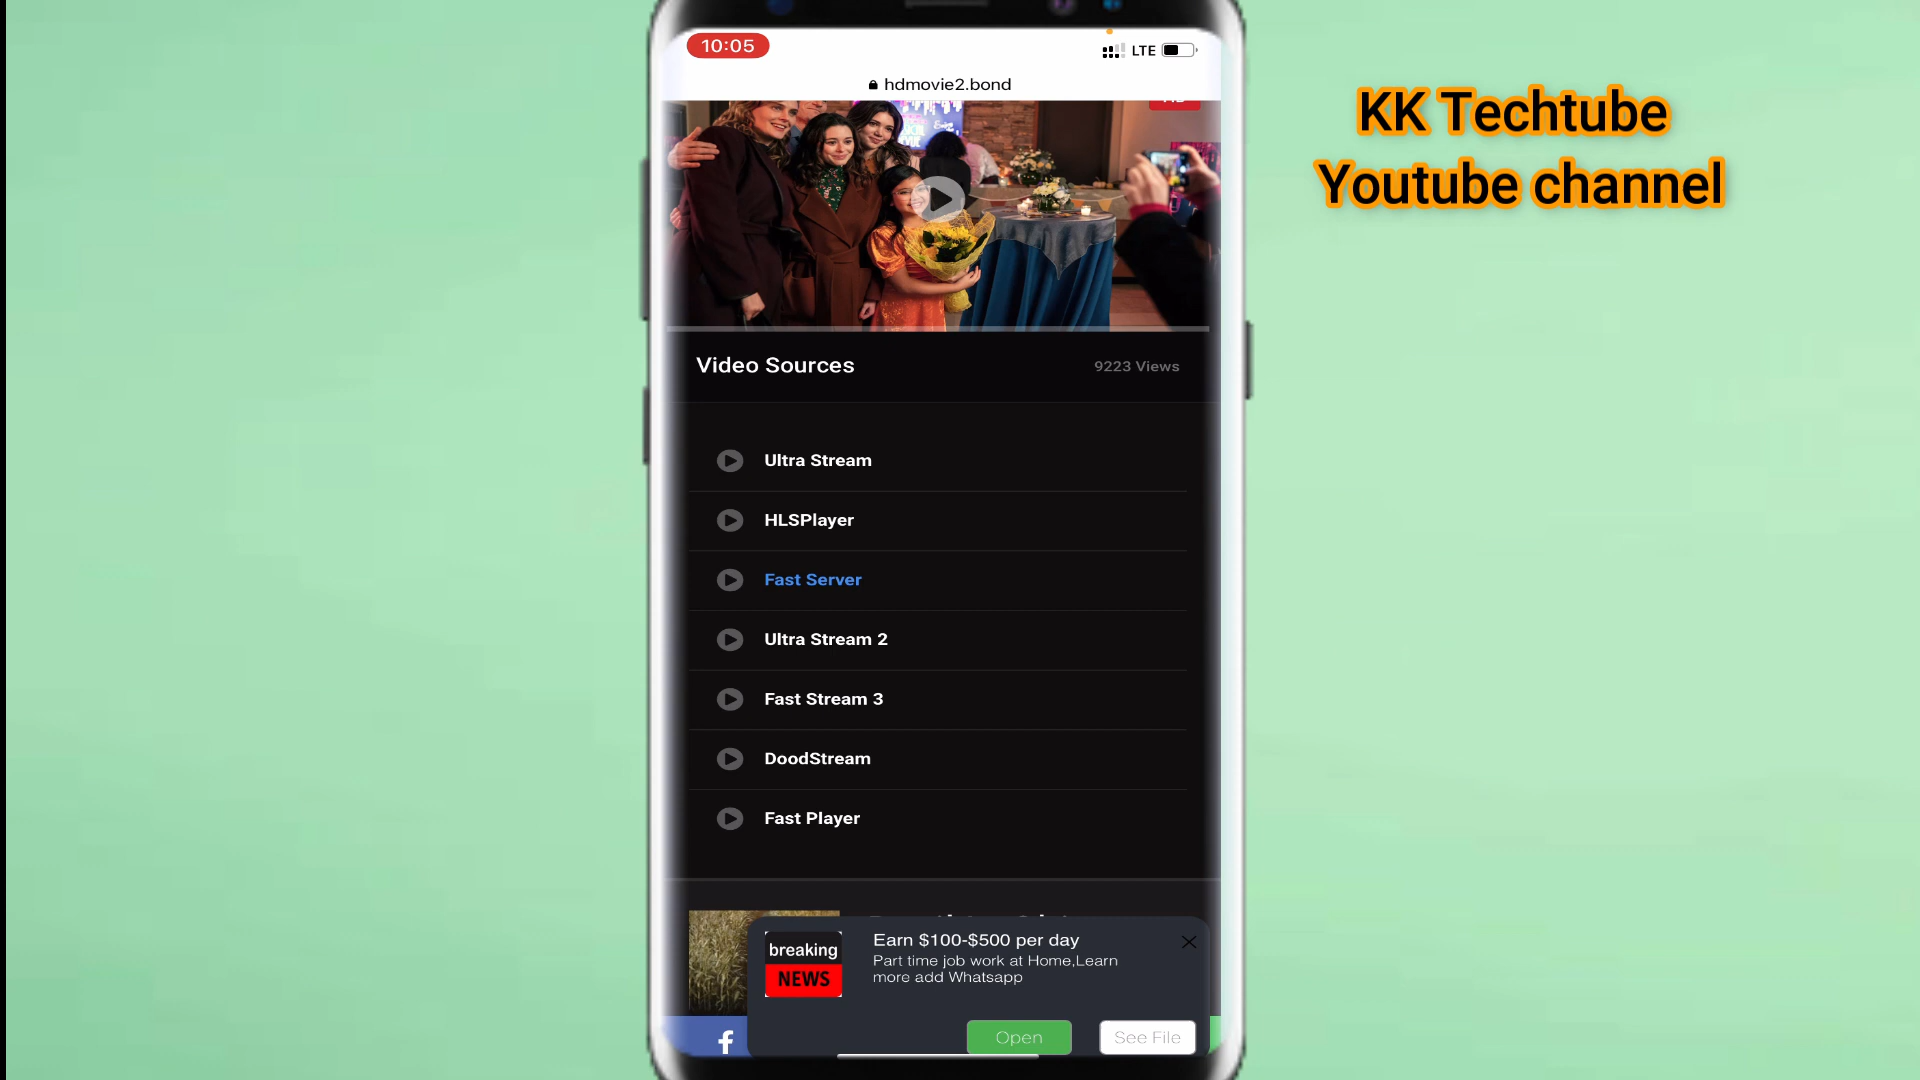 10:05
LTE
hdmovie2.bond
KK Techtube
Youtube channel
Video Sources
9223 Views
Ultra Stream
HLSPlayer
Fast Server
Ultra Stream 2
Fast Stream 3
DoodStream
Fast Player
breaking
NEWS
Earn $100-$500 per day
Part time job work at Home,Learn
more add Whatsapp
f
Open
See File